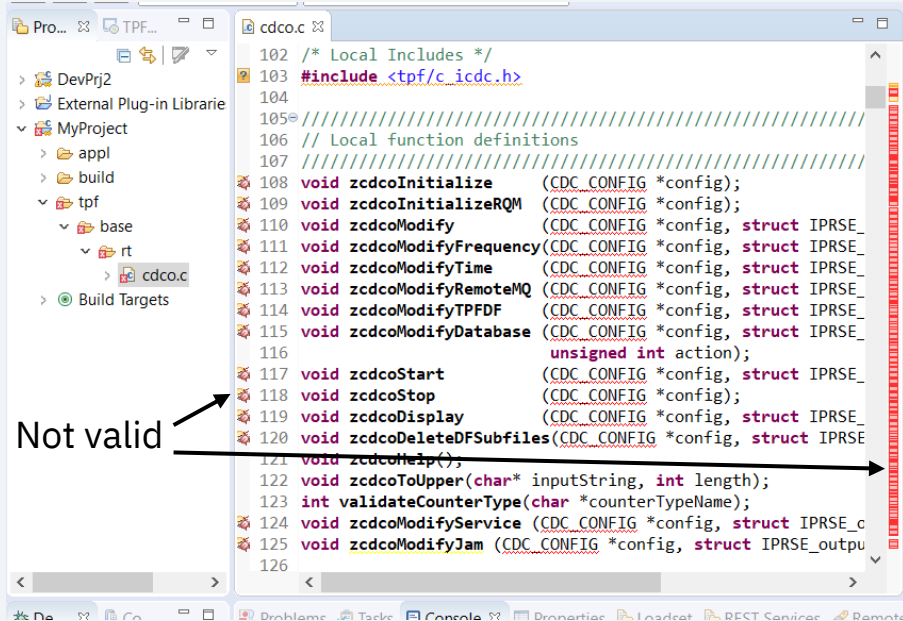 Pro... TPF...
cdco.c
DevPrj2
External Plug-in Librarie
MyProject
appl
build
tpf
base
rt
cdco.c
Build Targets
102 /* Local Includes */
103 #include <tpf/c_icdc.h>
104
105 ///////////////////////////////////////////////////////////
106 // Local function definitions
107 ///////////////////////////////////////////////////////////
108 void zcdcoInitialize     (CDC_CONFIG *config);
109 void zcdcoInitializeRQM  (CDC_CONFIG *config);
110 void zcdcoModify         (CDC_CONFIG *config, struct IPRSE_
111 void zcdcoModifyFrequency(CDC_CONFIG *config, struct IPRSE_
112 void zcdcoModifyTime     (CDC_CONFIG *config, struct IPRSE_
113 void zcdcoModifyRemoteMQ (CDC_CONFIG *config, struct IPRSE_
114 void zcdcoModifyTPFDF    (CDC_CONFIG *config, struct IPRSE_
115 void zcdcoModifyDatabase (CDC_CONFIG *config, struct IPRSE_
116                           unsigned int action);
117 void zcdcoStart          (CDC_CONFIG *config, struct IPRSE_
118 void zcdcoStop           (CDC_CONFIG *config);
119 void zcdcoDisplay        (CDC_CONFIG *config, struct IPRSE_
120 void zcdcoDeleteDFSubfiles(CDC_CONFIG *config, struct IPRSE
121 void zcdcoHelp();
122 void zcdcoToUpper(char* inputString, int length);
123 int validateCounterType(char *counterTypeName);
124 void zcdcoModifyService (CDC_CONFIG *config, struct IPRSE_o
125 void zcdcoModifyJam (CDC_CONFIG *config, struct IPRSE_outpu
126
Not valid
De... Co...
Problems Tasks Console Properties Loadset REST Services Remote